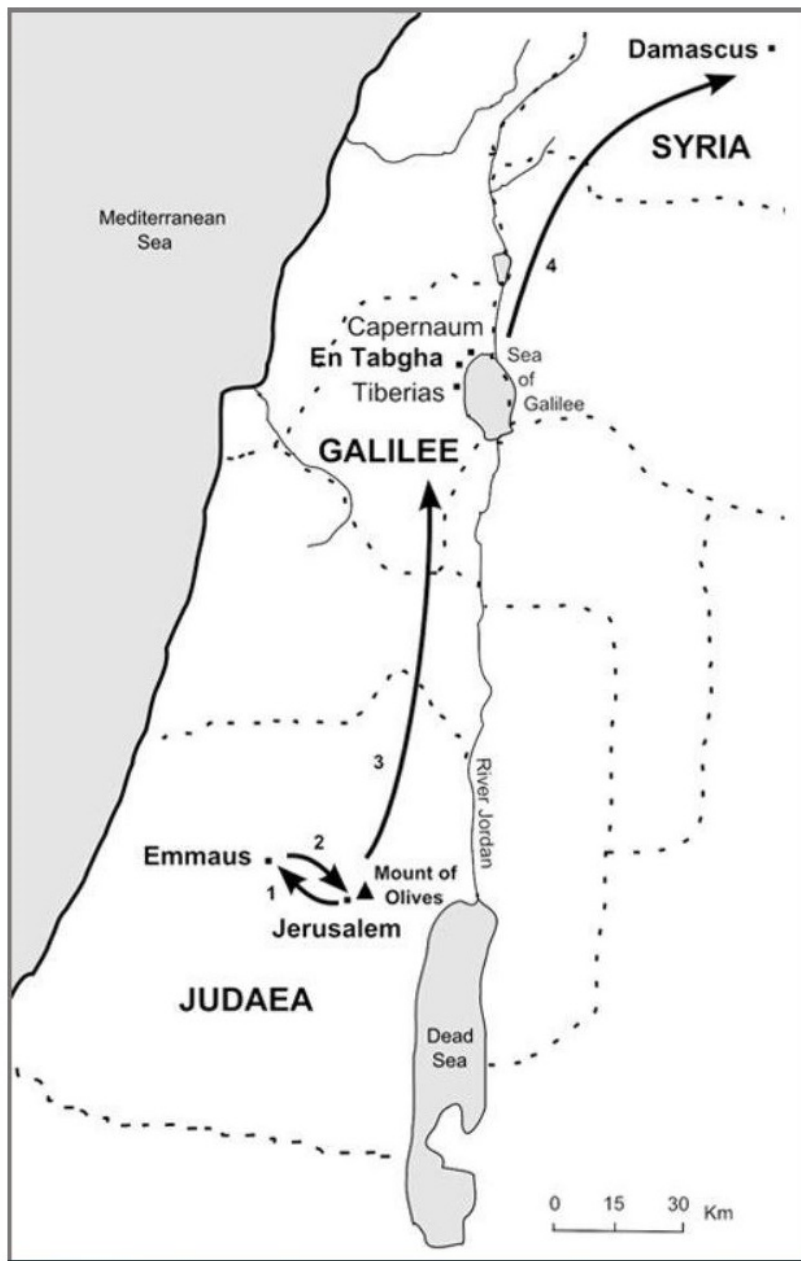 Damascus
SYRIA
Mediterranean
Sea
4
Capernaum
En Tabgha
Tiberias
Sea
of
Galilee
GALILEE
3
River Jordan
Emmaus
2
1
Mount of
Olives
Jerusalem
JUDAEA
Dead
Sea
0 15 30 Km